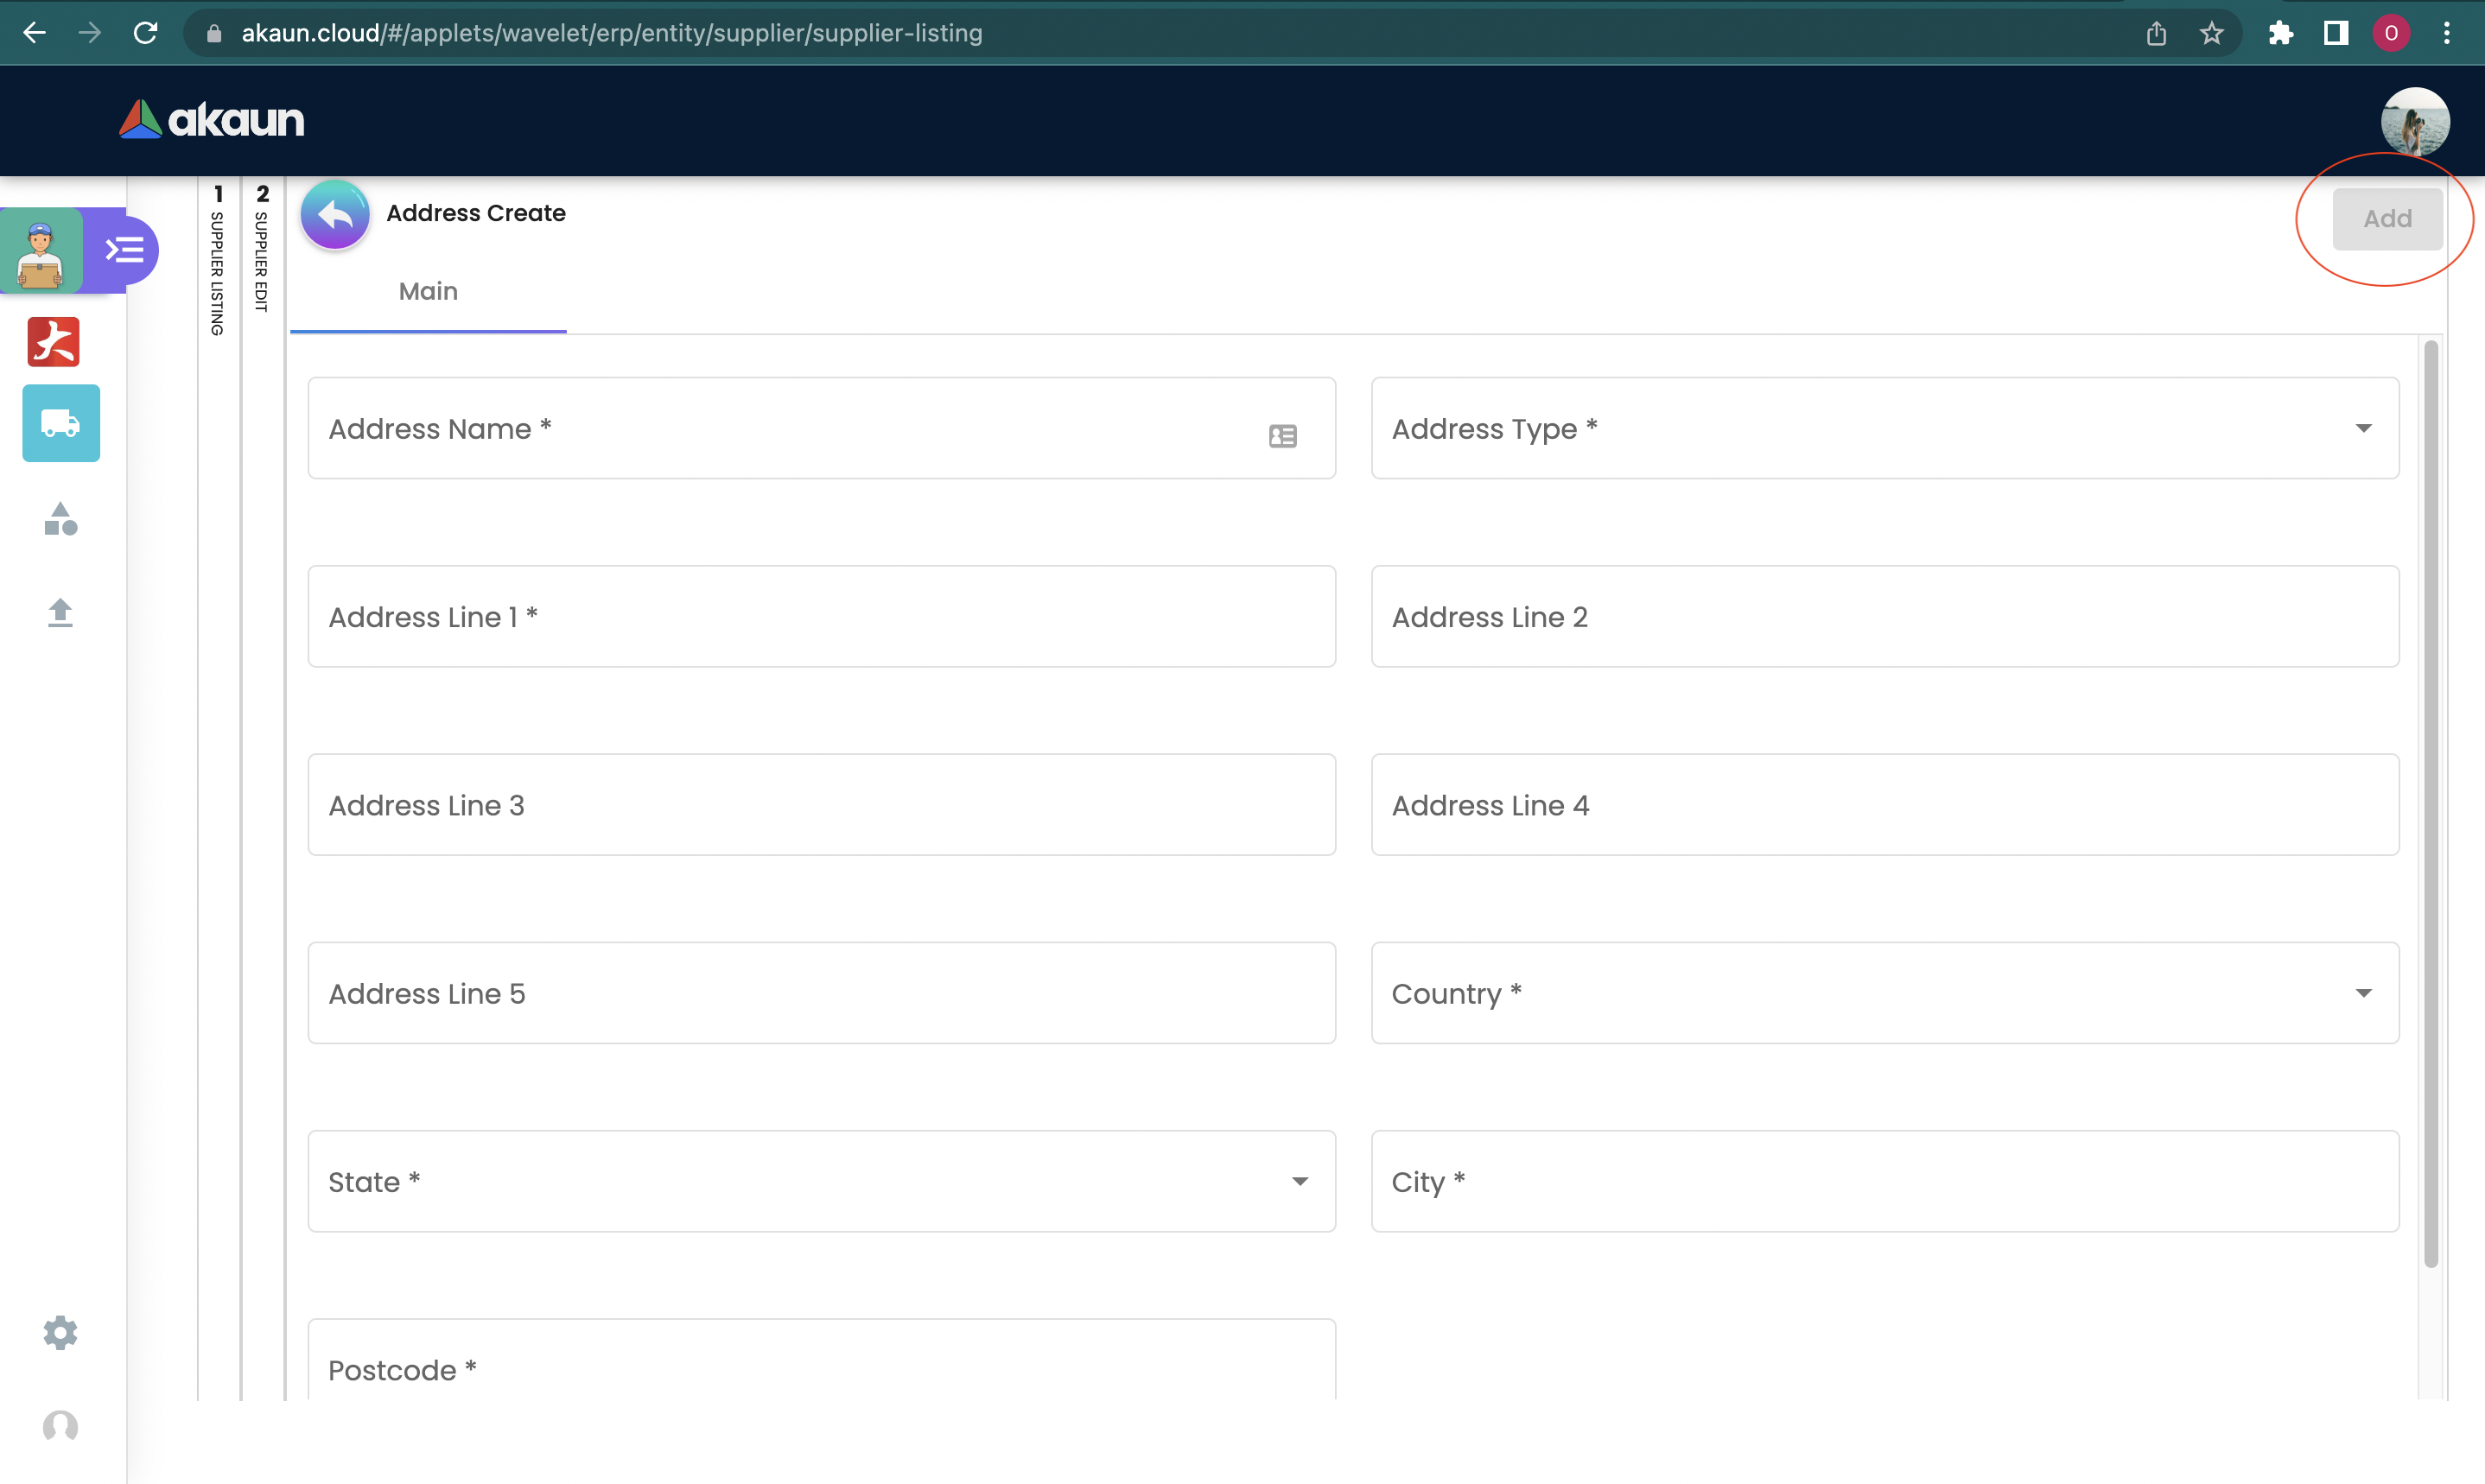 akaun.cloud/#/applets/wavelet/erp/entity/supplier/supplier-listing
O
akaun
1
SUPPLIER LISTING
2
SUPPLIER EDIT
Address Create
Add
Main
Address Name *
Address Type *
Address Line 1 *
Address Line 2
Address Line 3
Address Line 4
Address Line 5
Country *
State *
City *
Postcode *